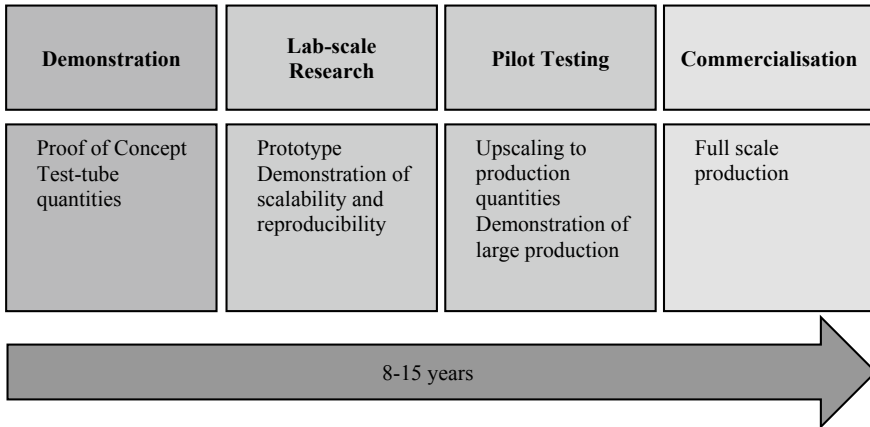 Demonstration
Lab-scale
Research
Pilot Testing
Commercialisation
Proof of Concept
Test-tube
quantities
Prototype
Demonstration of
scalability and
reproducibility
Upscaling to
production
quantities
Demonstration of
large production
Full scale
production
8-15 years